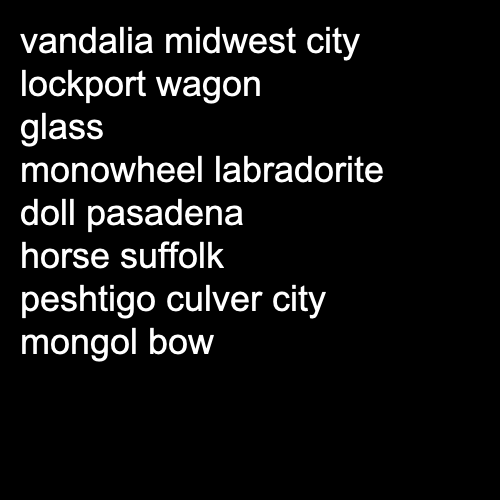 vandalia midwest city
lockport wagon
glass
monowheel labradorite
doll pasadena
horse suffolk
peshtigo culver city
mongol bow